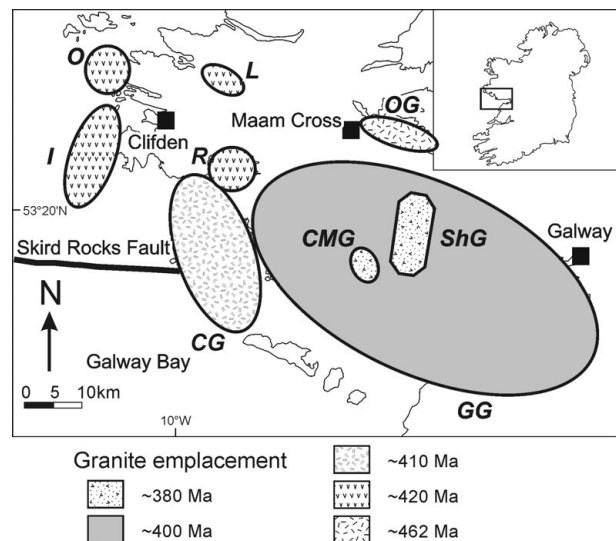 O
L
OG
Maam Cross
Clifden
I
R
53°20'N
Galway
CMG
ShG
Skird Rocks Fault
N
CG
Galway Bay
0 5 10km
GG
10°W
Granite emplacement
~410 Ma
~380 Ma
~420 Ma
~400 Ma
~462 Ma